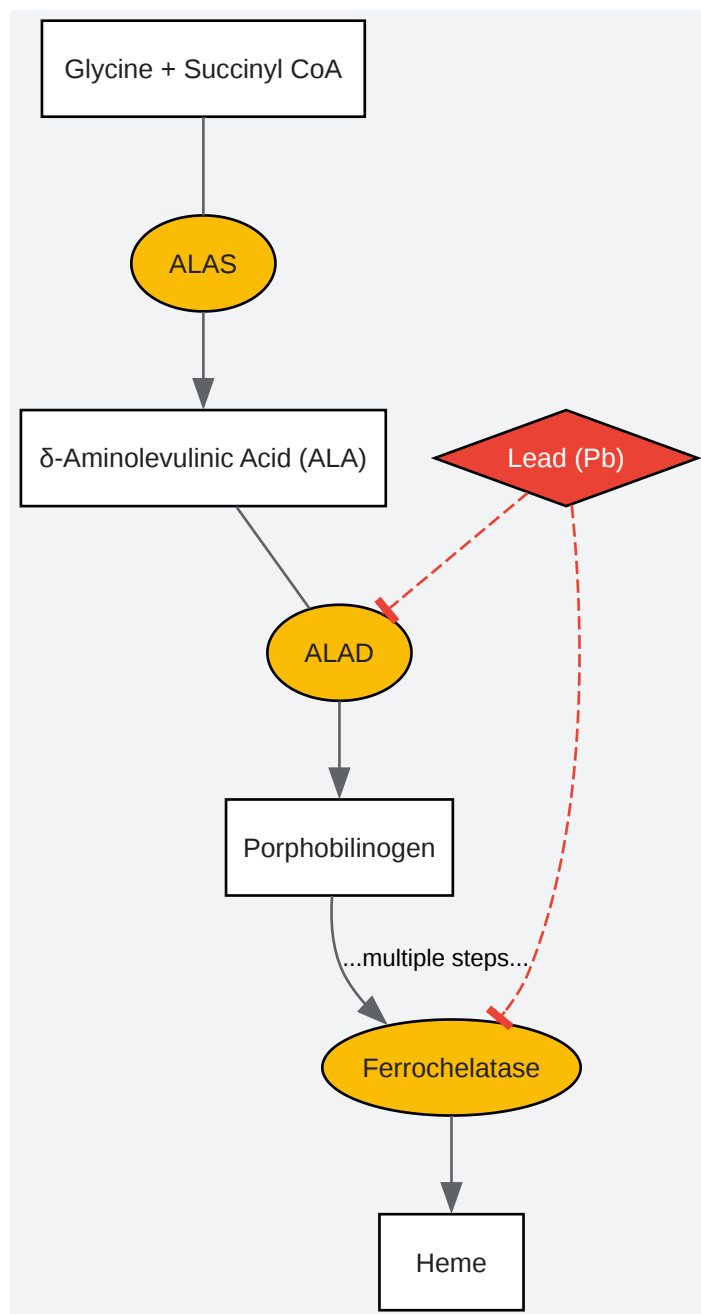 Glycine + Succinyl CoA
ALAS
δ-Aminolevulinic Acid (ALA)
Lead (Pb)
ALAD
Porphobilinogen
...multiple steps...
Ferrochelatase
Heme